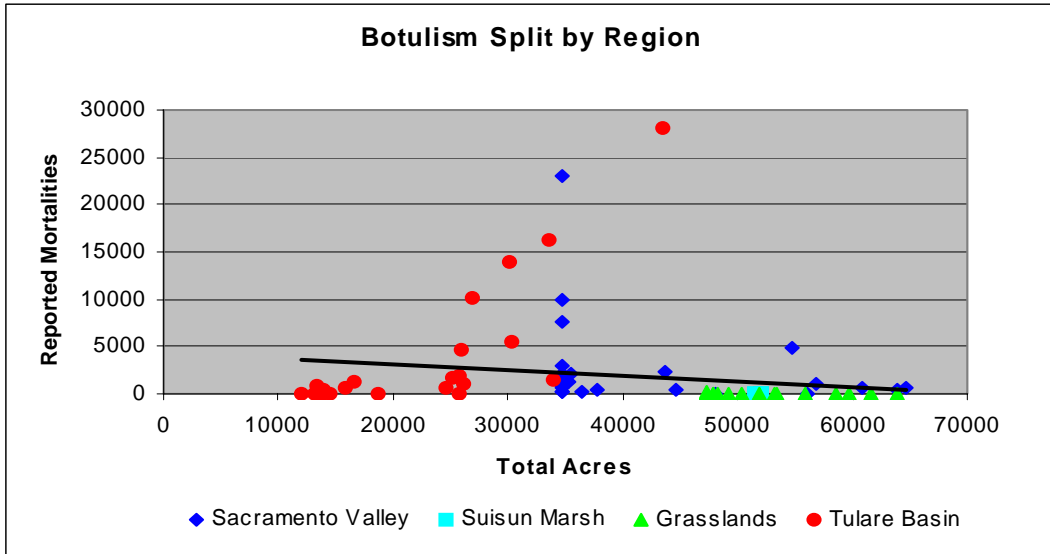 Botulism Split by Region
Reported Mortalities
30000
25000
20000
15000
10000
5000
0
0 10000 20000 30000 40000 50000 60000 70000
Total Acres
Sacramento Valley Suisun Marsh Grasslands Tulare Basin